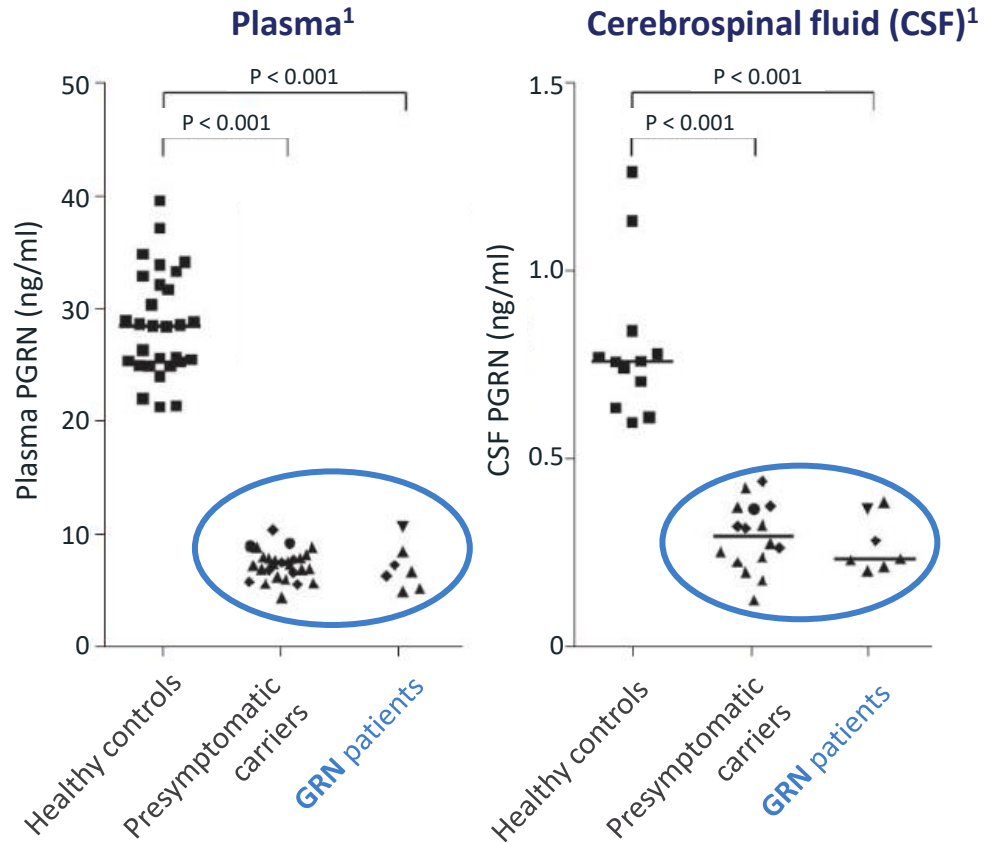 Plasma¹
Cerebrospinal fluid (CSF)¹
P < 0.001
P < 0.001
50
40
30
20
10
0
Plasma PGRN (ng/ml)
Healthy controls
Presymptomatic
carriers
GRN patients
P < 0.001
P < 0.001
1.5
1.0
0.5
0
CSF PGRN (ng/ml)
Healthy controls
Presymptomatic
carriers
GRN patients